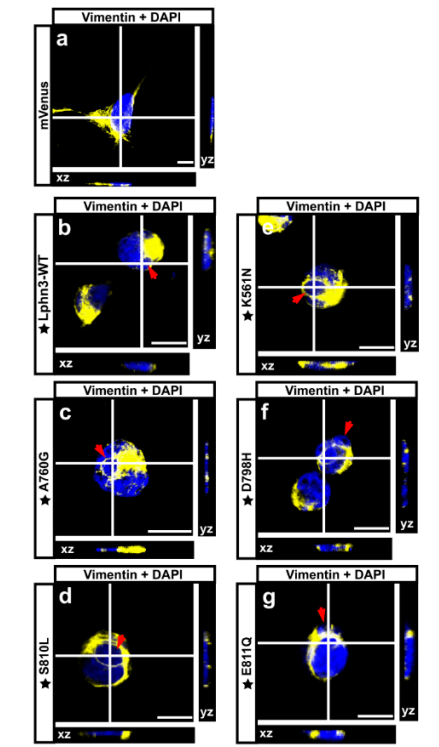 Vimentin + DAPI
a
mVenus
yz
xz
Vimentin + DAPI
b
★Lphn3-WT
yz
xz
Vimentin + DAPI
e
★K561N
yz
xz
Vimentin + DAPI
c
★A760G
yz
xz
Vimentin + DAPI
f
★D798H
yz
xz
Vimentin + DAPI
d
★S810L
yz
xz
Vimentin + DAPI
g
★E811Q
yz
xz